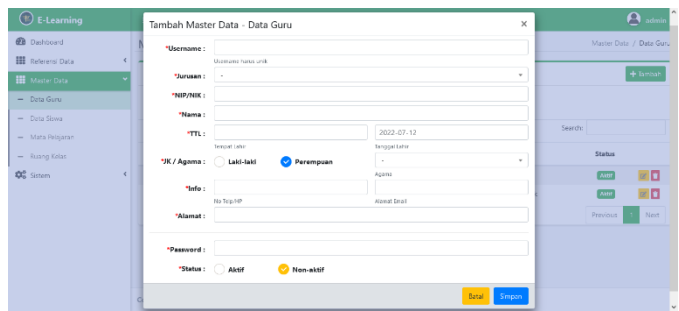 E-Learning
admin
Dashboard
Referensi Data
Master Data
Data Guru
Data Siswa
Mata Pelajaran
Ruang Kelas
Sistem
Master Data / Data Guru
+ Tambah
Search:
Status
Aktif
Aktif
Previous 1 Next
Tambah Master Data - Data Guru ×
*Username :
Username harus unik
*Jurusan : -
*NIP/NIK :
*Nama :
*TTL : 2022-07-12
Tempat Lahir Tanggal Lahir
*JK / Agama : Laki-laki Perempuan -
Agama
*Info :
No Telp/HP Alamat Email
*Alamat :
*Password :
*Status : Aktif Non-aktif
Batal Simpan